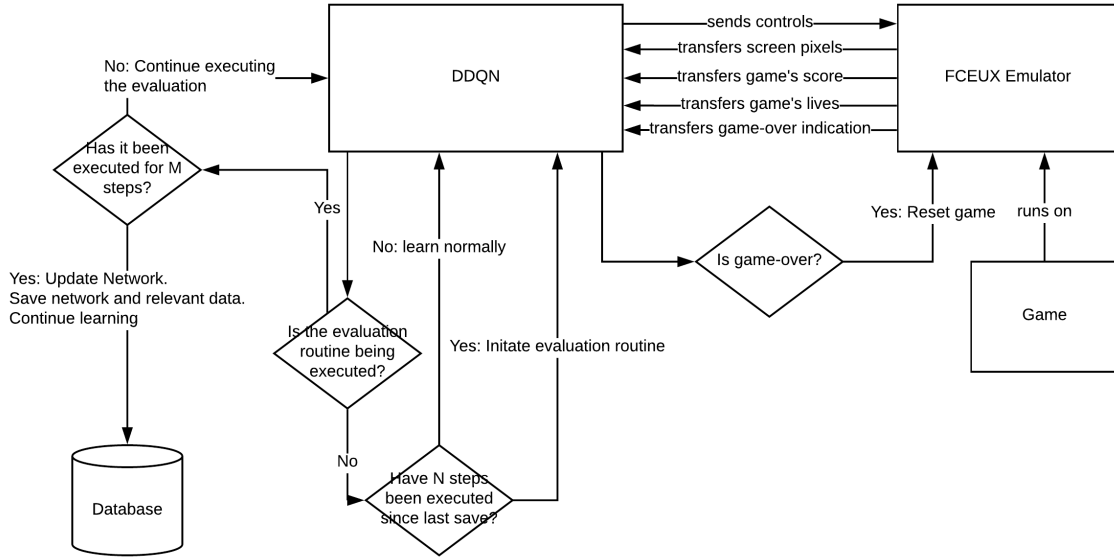 sends controls
transfers screen pixels
No: Continue executing
the evaluation
DDQN
transfers game's score
FCEUX Emulator
transfers game's lives
transfers game-over indication
Has it been
executed for M
steps?
Yes
Yes: Reset game
runs on
No: learn normally
Is game-over?
Yes: Update Network.
Save network and relevant data.
Continue learning
Game
Is the evaluation
routine being
executed?
Yes: Initate evaluation routine
No
Have N steps
been executed
since last save?
Database